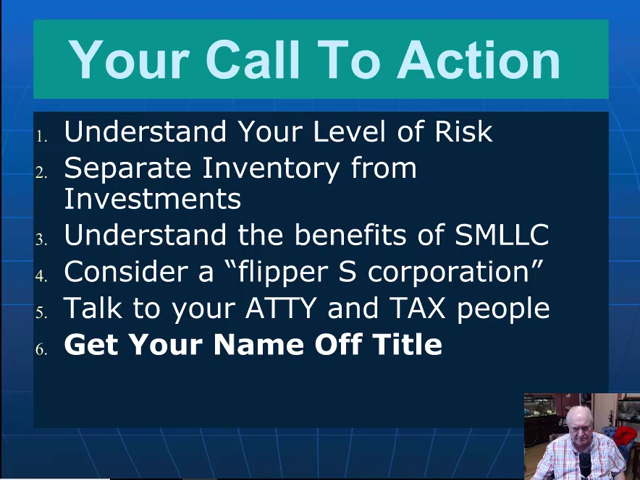 Your Call To Action
1. Understand Your Level of Risk
2. Separate Inventory from
Investments
3. Understand the benefits of SMLLC
4. Consider a “flipper S corporation”
5. Talk to your ATTY and TAX people
6. Get Your Name Off Title